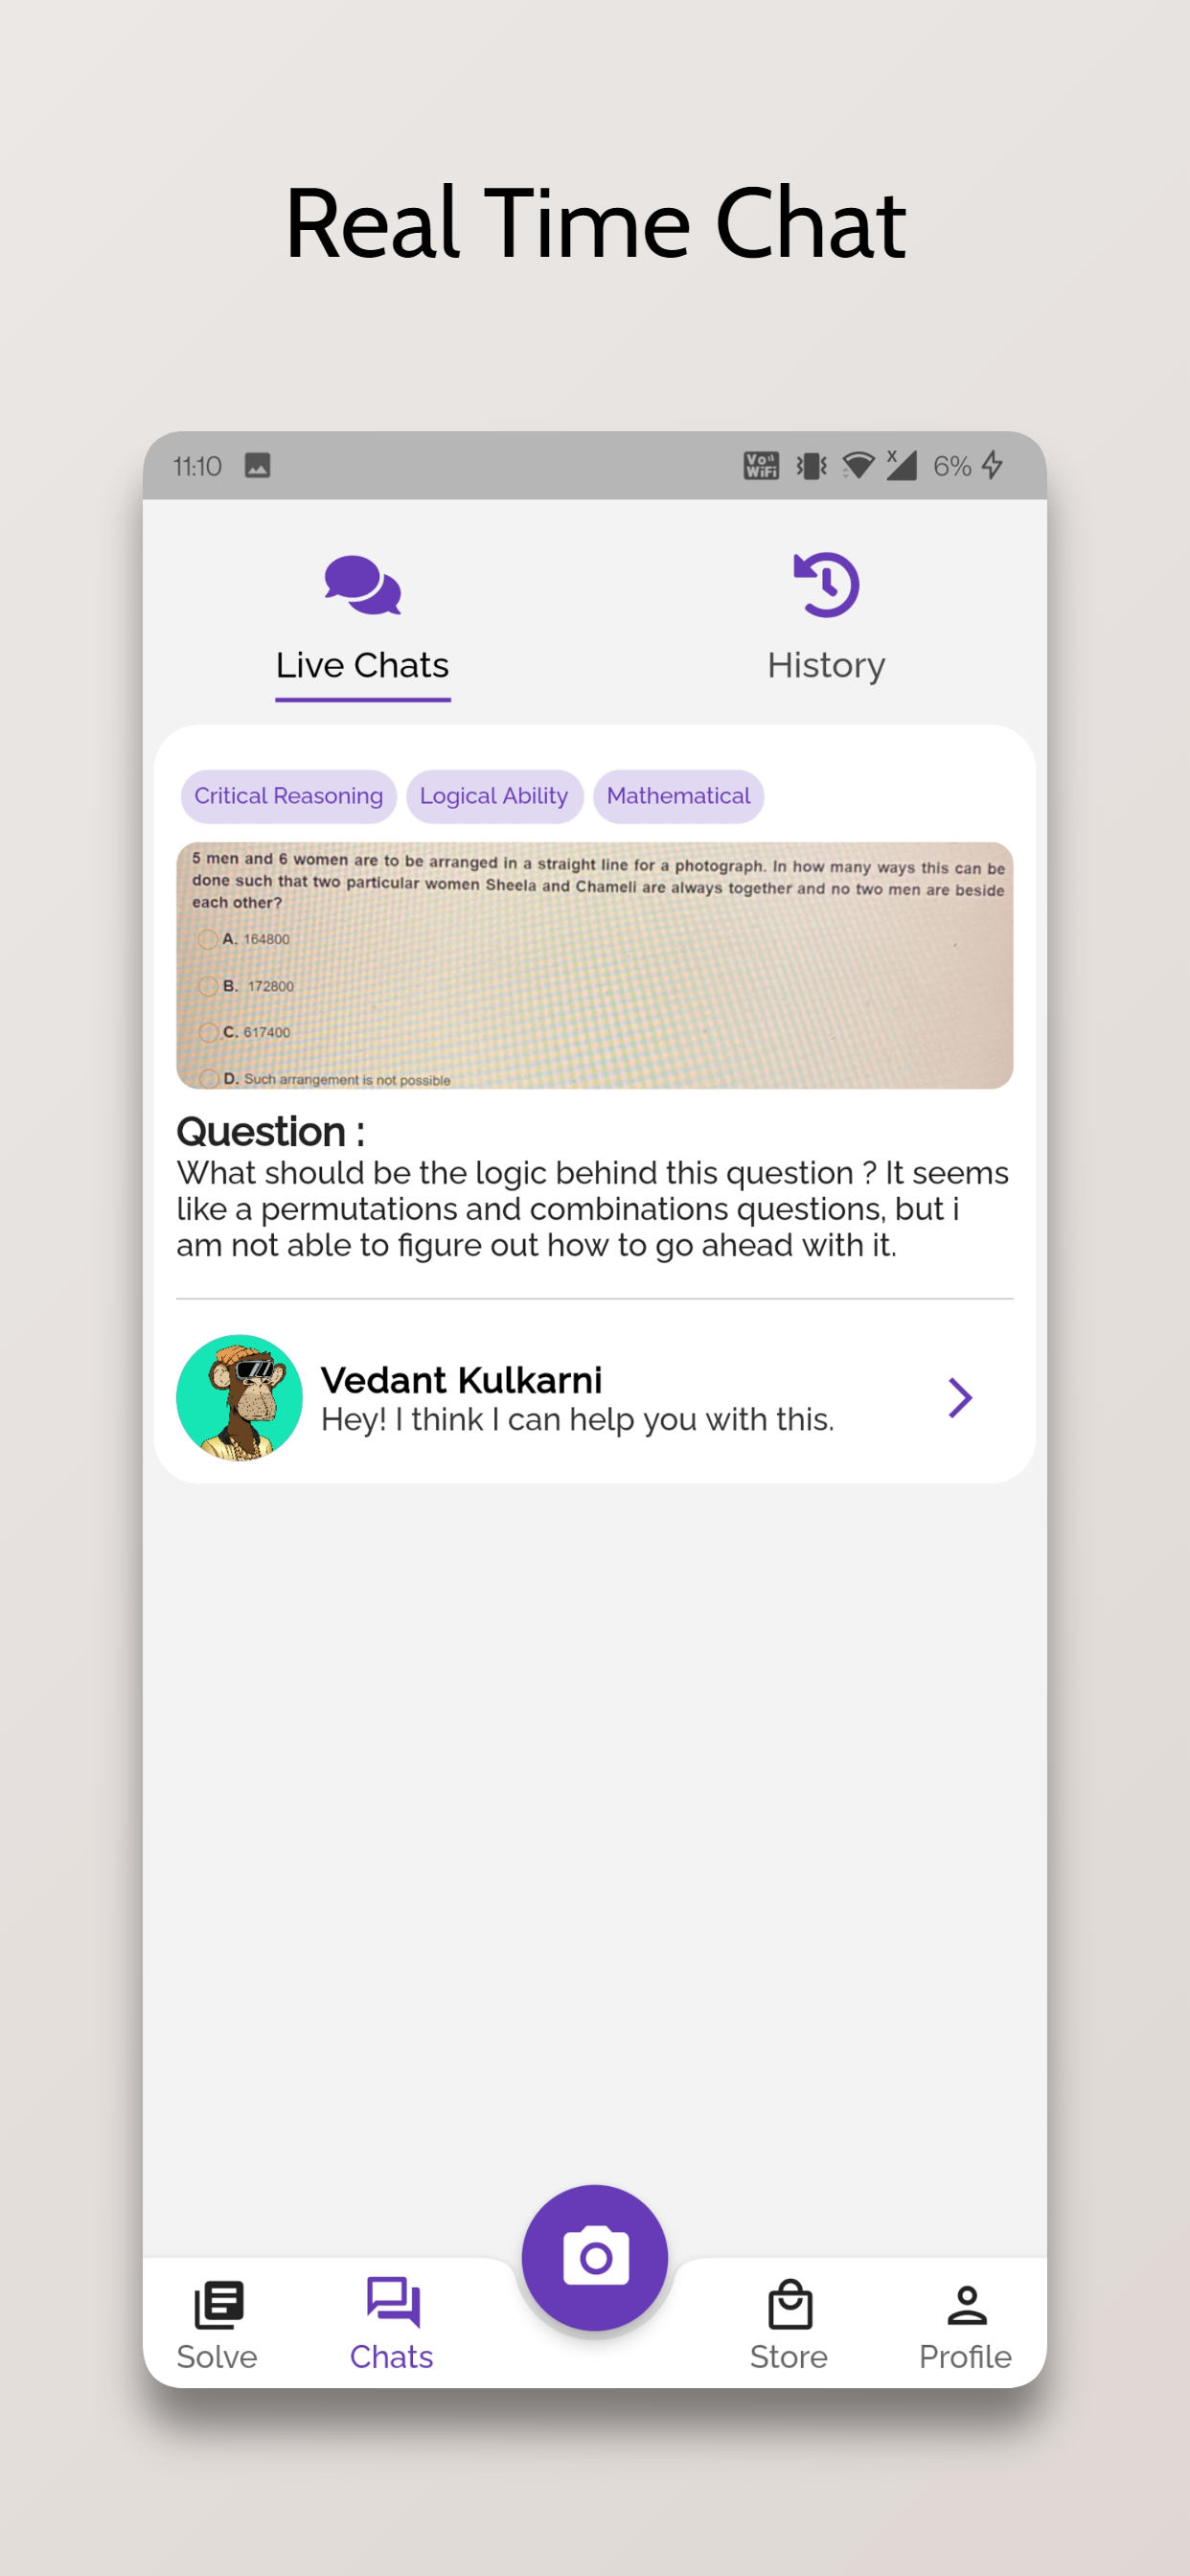 Real Time Chat
11:10
Vo
WiFi
X
6%
Live Chats
History
Critical Reasoning
Logical Ability
Mathematical
5 men and 6 women are to be arranged in a straight line for a photograph. In how many ways this can be
done such that two particular women Sheela and Chameli are always together and no two men are beside
each other?
A. 164800
B. 172800
C. 617400
D. Such arrangement is not possible
Question :
What should be the logic behind this question ? It seems
like a permutations and combinations questions, but i
am not able to figure out how to go ahead with it.
Vedant Kulkarni
Hey! I think I can help you with this.
Solve
Chats
Store
Profile